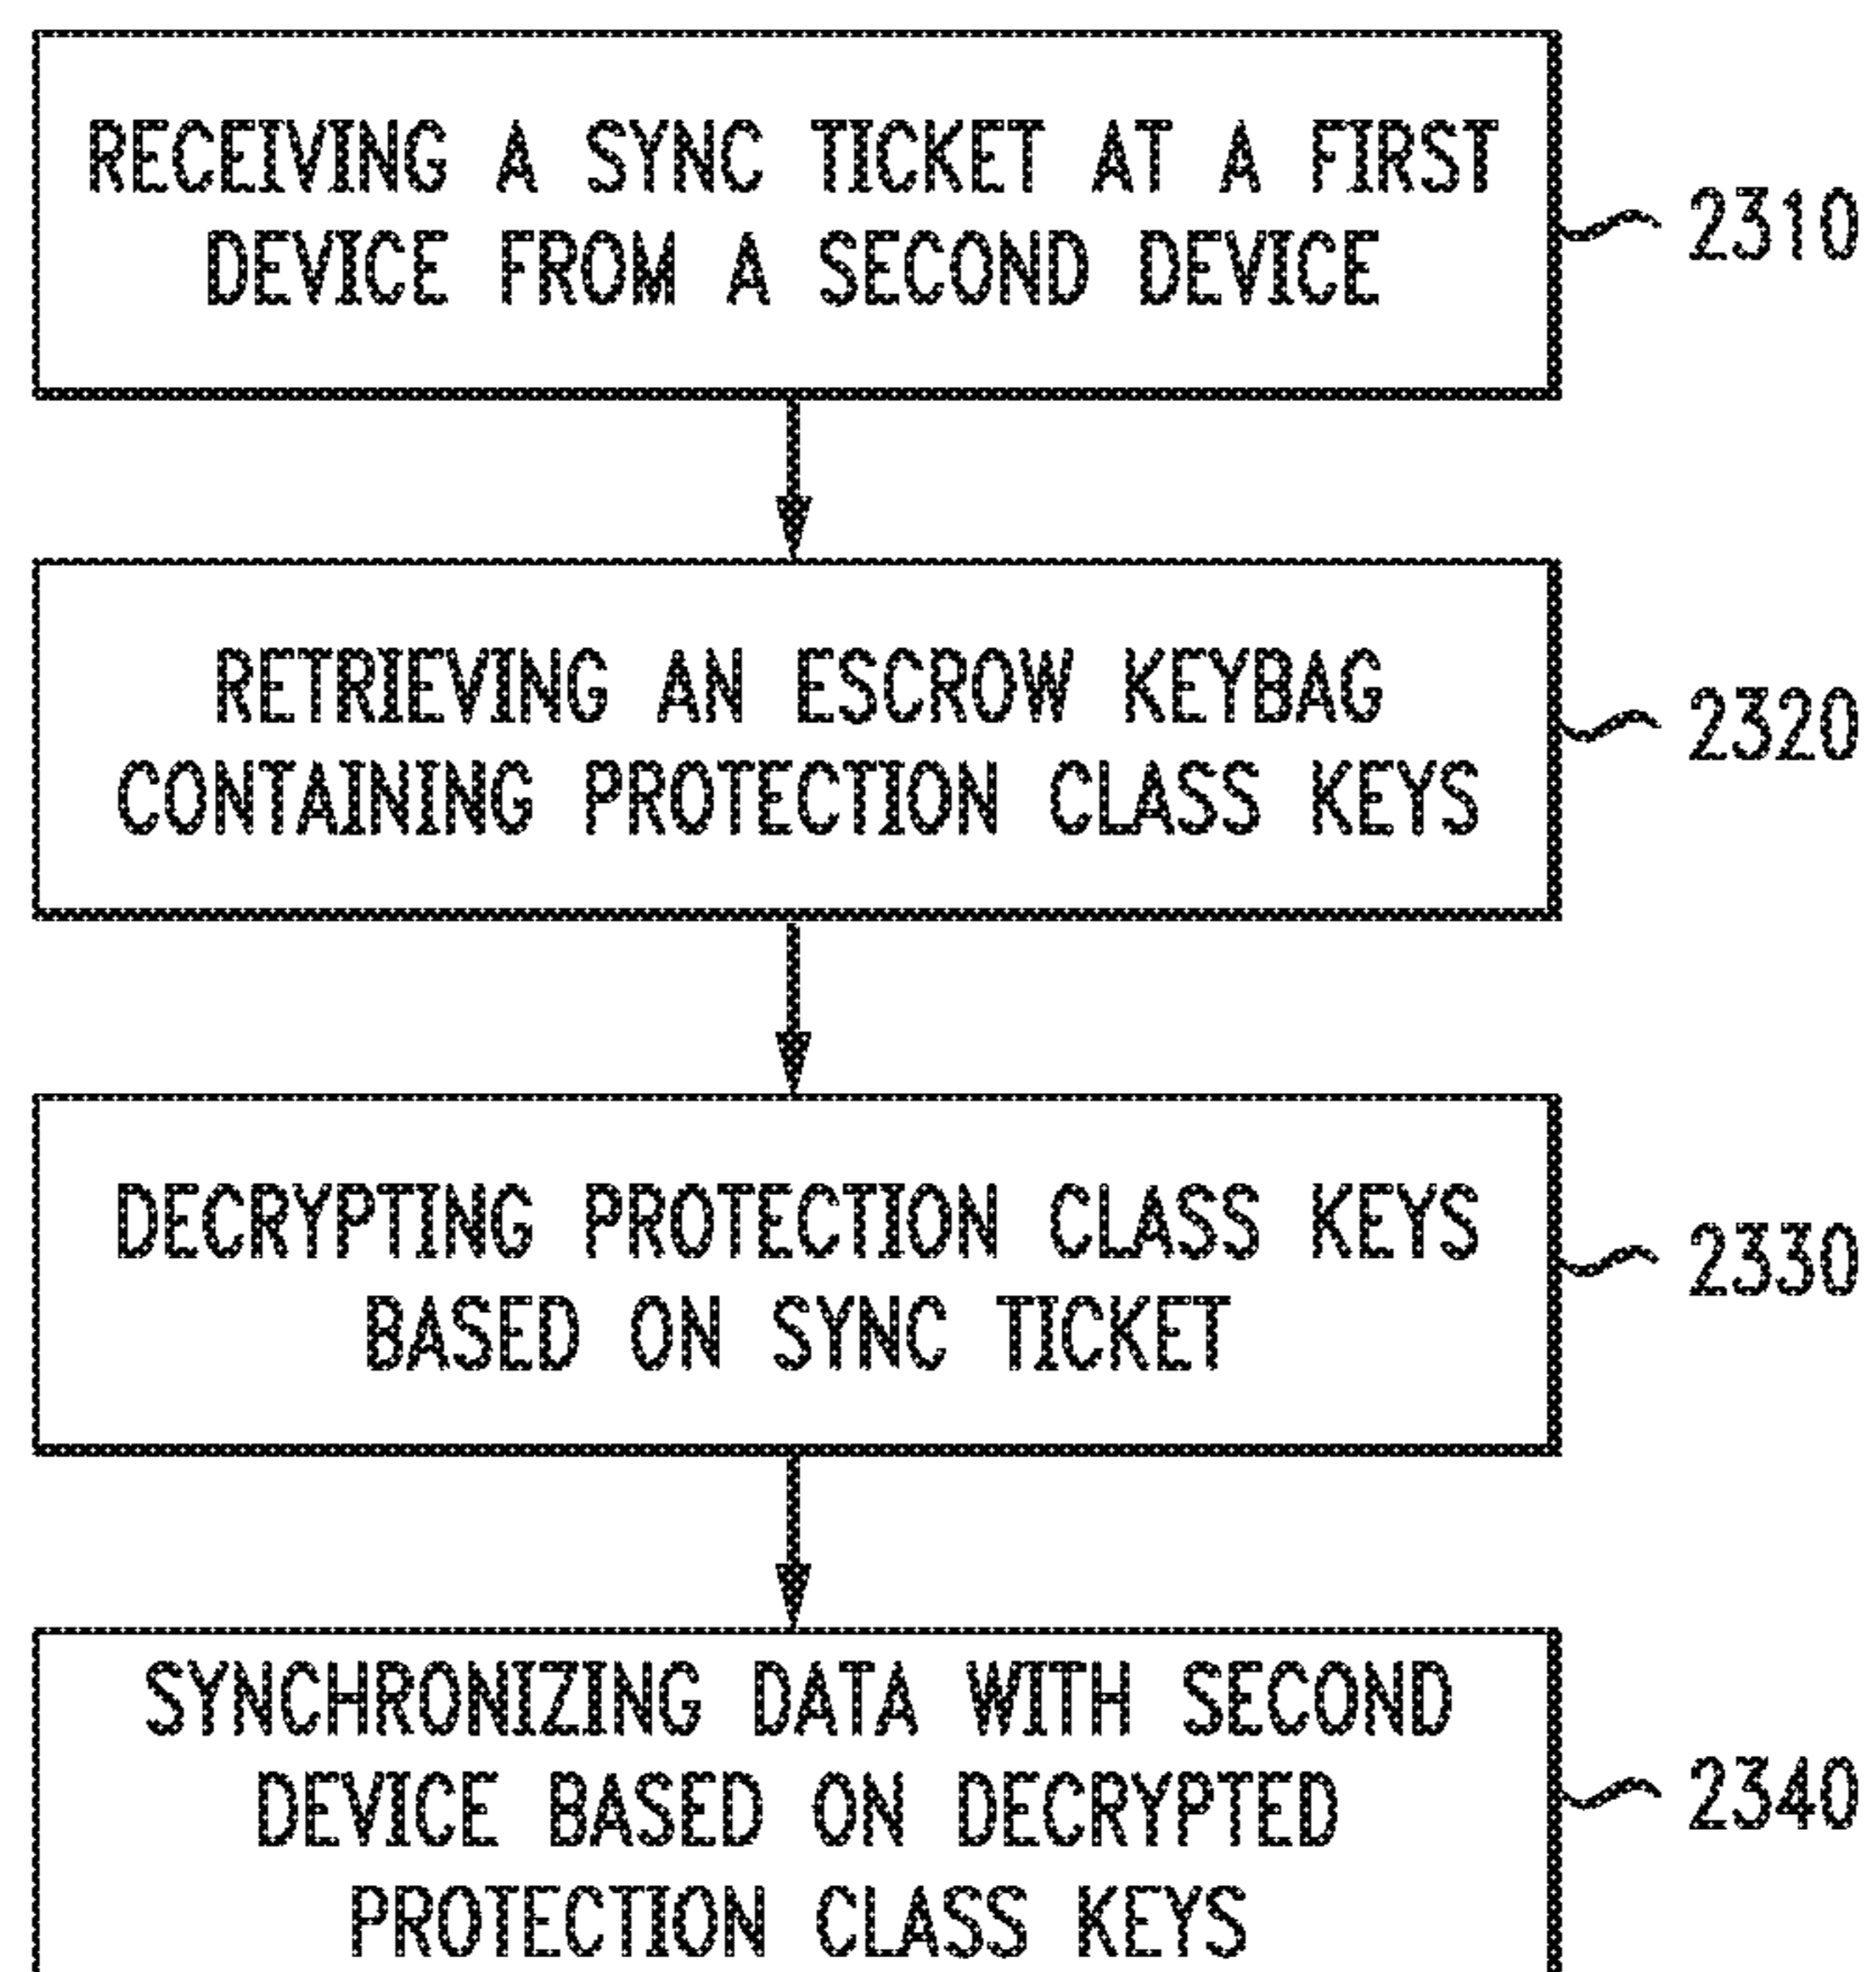 RECEIVING A SYNC TICKET AT A FIRST
DEVICE FROM A SECOND DEVICE
2310
RETRIEVING AN ESCROW KEYBAG
CONTAINING PROTECTION CLASS KEYS
2320
DECRYPTING PROTECTION CLASS KEYS
BASED ON SYNC TICKET
2330
SYNCHRONIZING DATA WITH SECOND
DEVICE BASED ON DECRYPTED
PROTECTION CLASS KEYS
2340